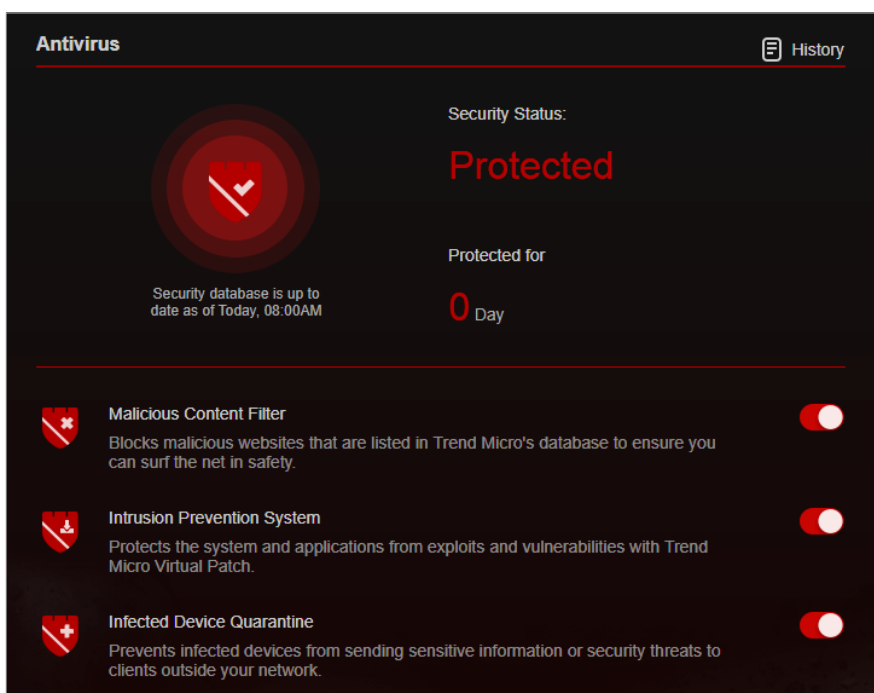 Antivirus
History
Security Status:
Protected
Protected for
0 Day
Security database is up to
date as of Today, 08:00AM
Malicious Content Filter
Blocks malicious websites that are listed in Trend Micro's database to ensure you
can surf the net in safety.
Intrusion Prevention System
Protects the system and applications from exploits and vulnerabilities with Trend
Micro Virtual Patch.
Infected Device Quarantine
Prevents infected devices from sending sensitive information or security threats to
clients outside your network.